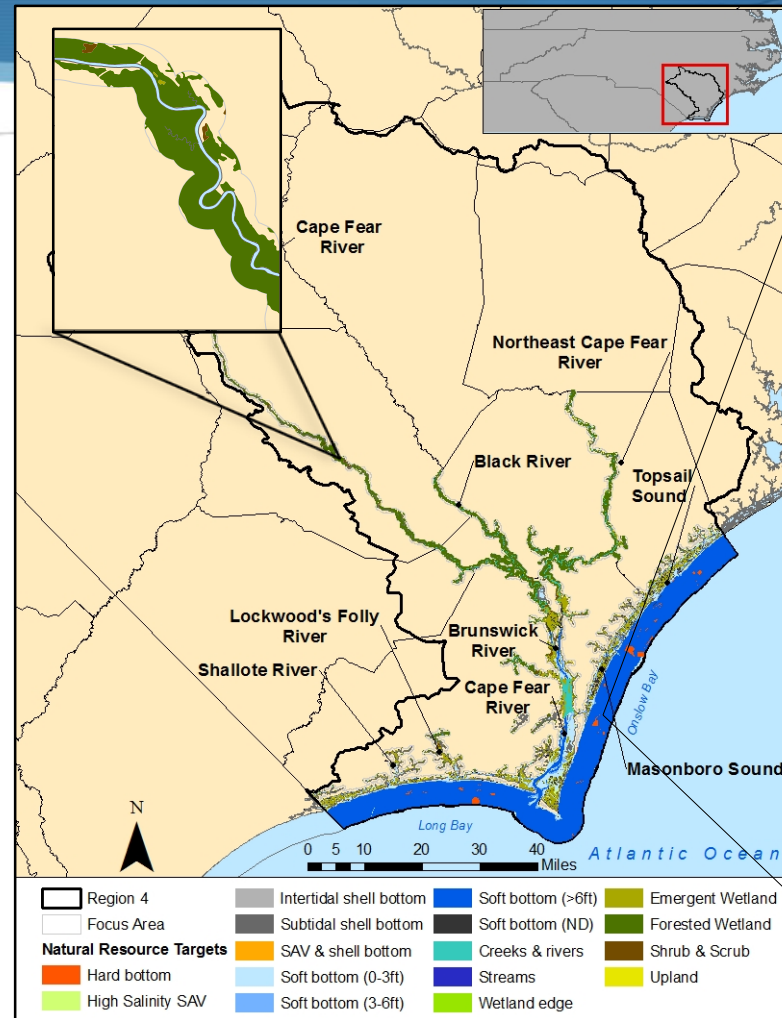 Cape Fear
River
Northeast Cape Fear
River
Black River
Topsail
Sound
Lockwood's Folly
River
Brunswick
River
Shallote River
Cape Fear
River
Onslow Bay
Masonboro Sound
N
Long Bay
Atlantic Ocean
0 5 10 20 30 40
Miles
Region 4
Focus Area
Natural Resource Targets
Hard bottom
High Salinity SAV
Intertidal shell bottom
Subtidal shell bottom
SAV & shell bottom
Soft bottom (0-3ft)
Soft bottom (3-6ft)
Soft bottom (>6ft)
Soft bottom (ND)
Creeks & rivers
Streams
Wetland edge
Emergent Wetland
Forested Wetland
Shrub & Scrub
Upland